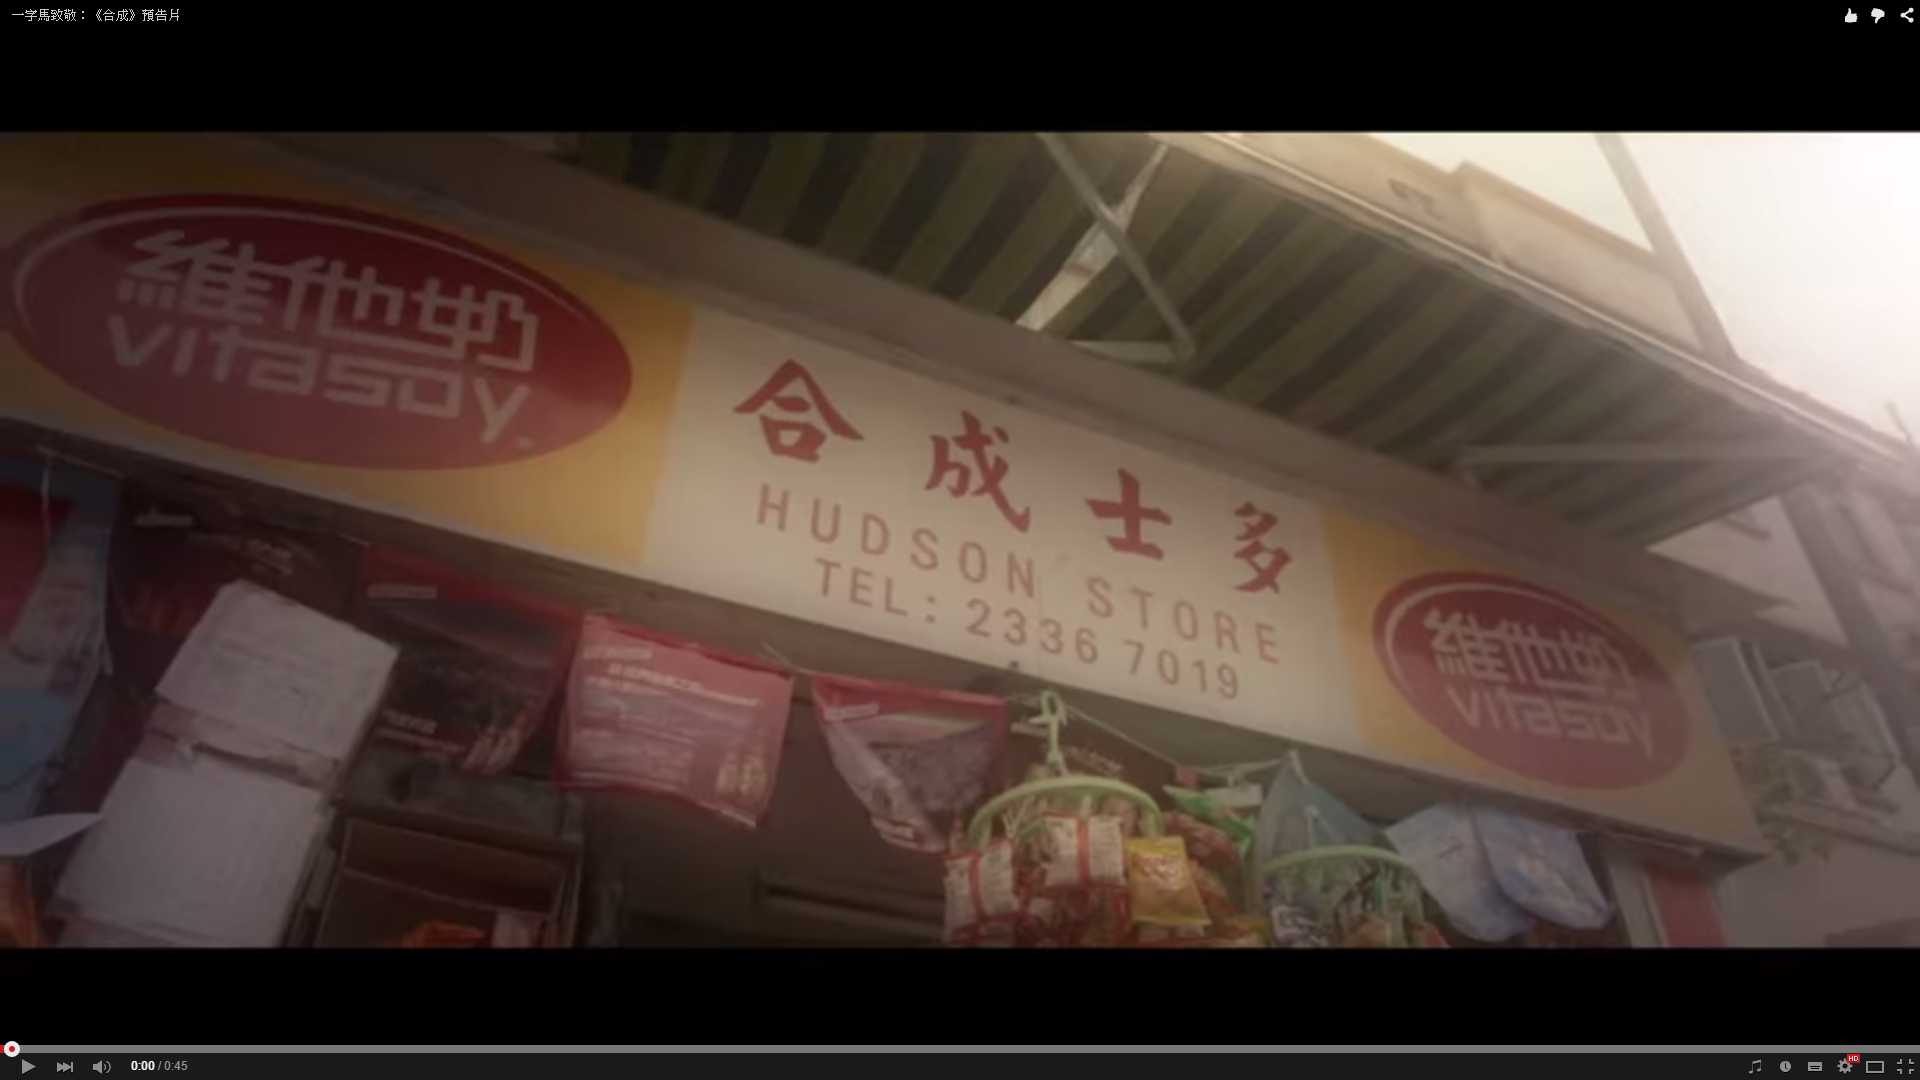 一字馬致敬：《合成》預告片
維他奶
vitasoy
合成士多
HUDSON STORE
TEL: 2336 7019
維他奶
vitasoy
0:00 / 0:45
HD